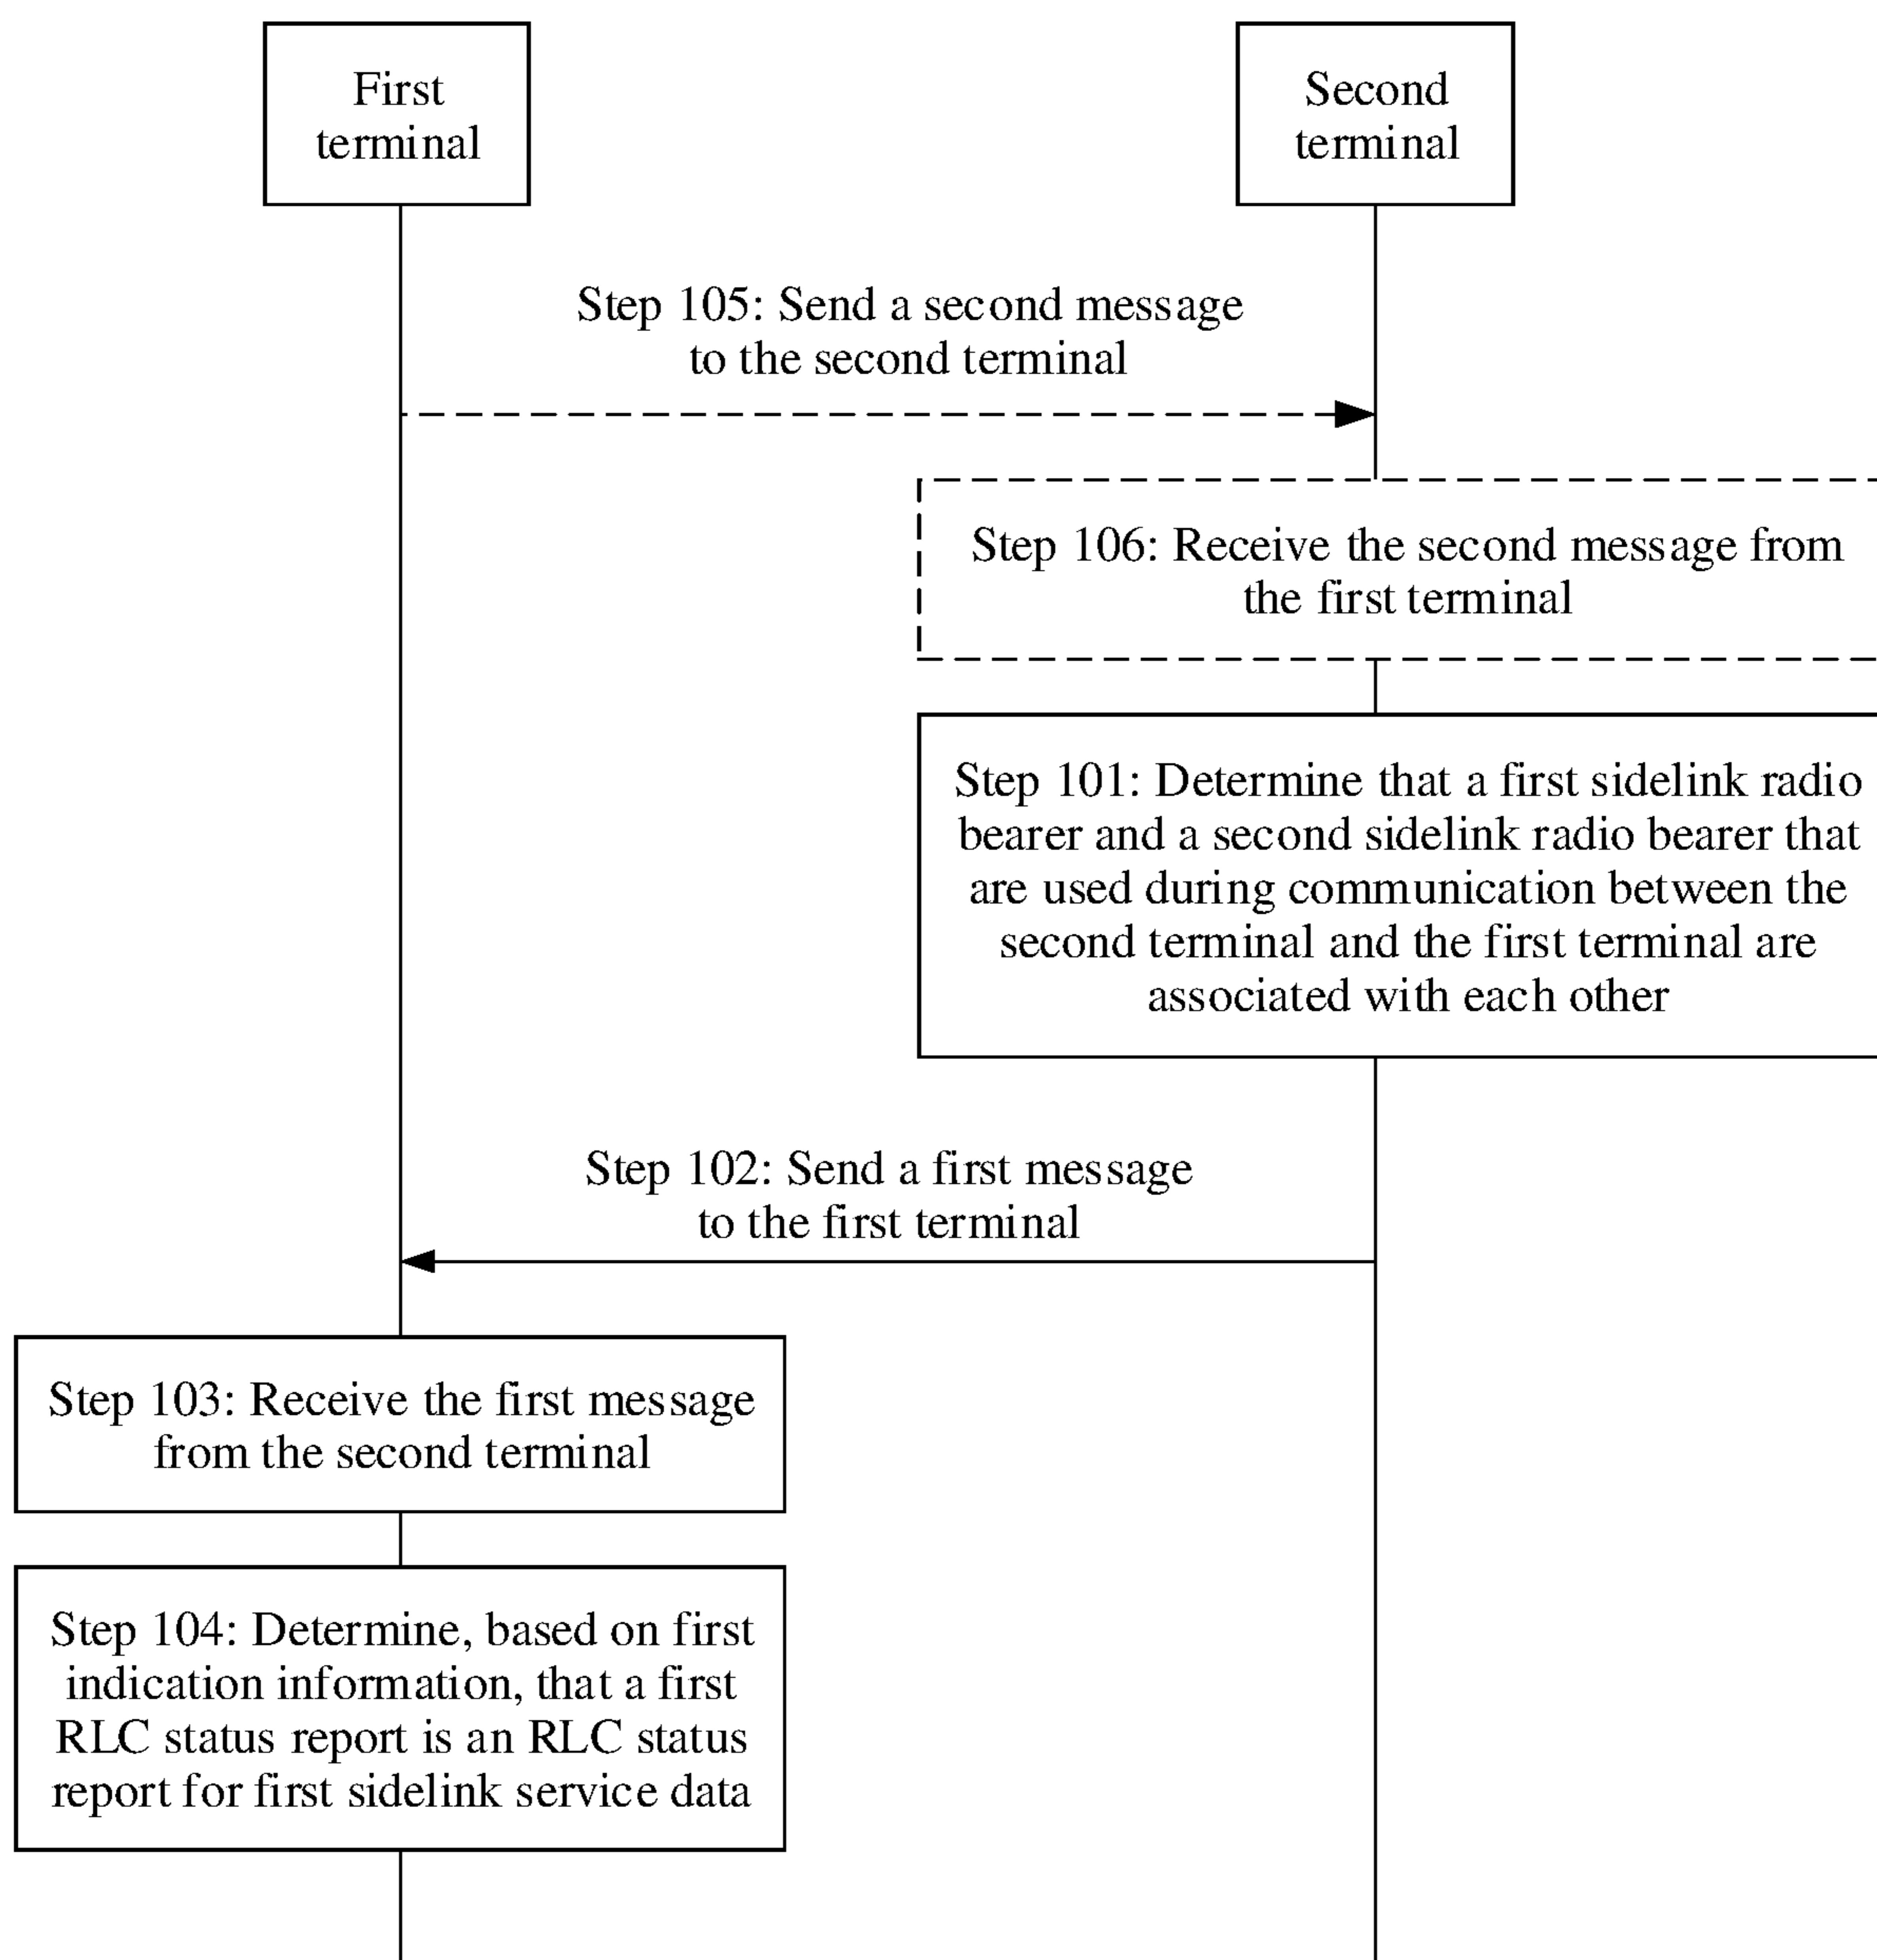 First
terminal
Second
terminal
Step 105: Send a second message
to the second terminal
Step 106: Receive the second message from
the first terminal
Step 101: Determine that a first sidelink radio
bearer and a second sidelink radio bearer that
are used during communication between the
second terminal and the first terminal are
associated with each other
Step 102: Send a first message
to the first terminal
Step 103: Receive the first message
from the second terminal
Step 104: Determine, based on first
indication information, that a first
RLC status report is an RLC status
report for first sidelink service data